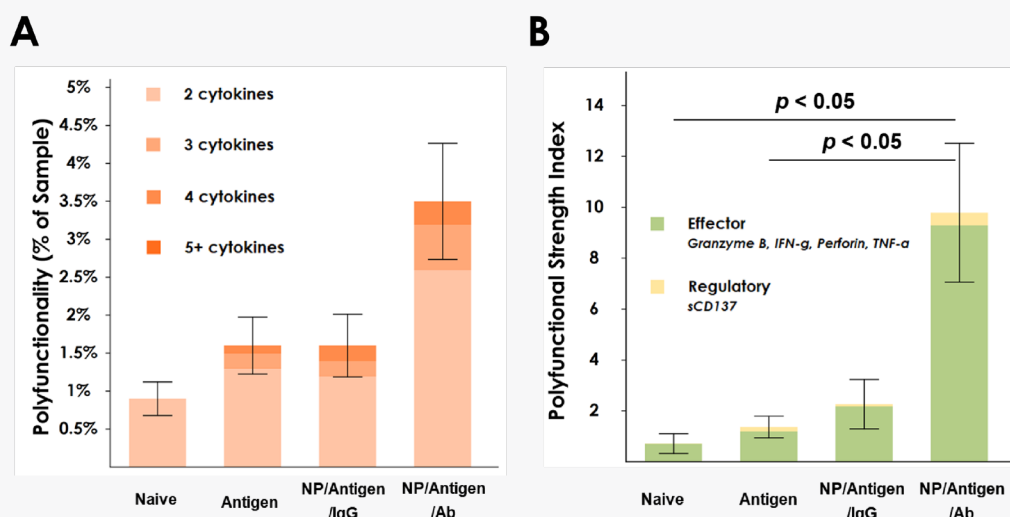 A
Polyfunctionality (% of Sample)
5%
4.5%
4%
3.5%
3%
2.5%
2%
1.5%
1%
0.5%
2 cytokines
3 cytokines
4 cytokines
5+ cytokines
Naive
Antigen
NP/Antigen
/IgG
NP/Antigen
/Ab
B
Polyfunctional Strength Index
14
12
10
8
6
4
2
p < 0.05
p < 0.05
Effector
Granzyme B, IFN-g, Perforin, TNF-a
Regulatory
sCD137
Naive
Antigen
NP/Antigen
/IgG
NP/Antigen
/Ab